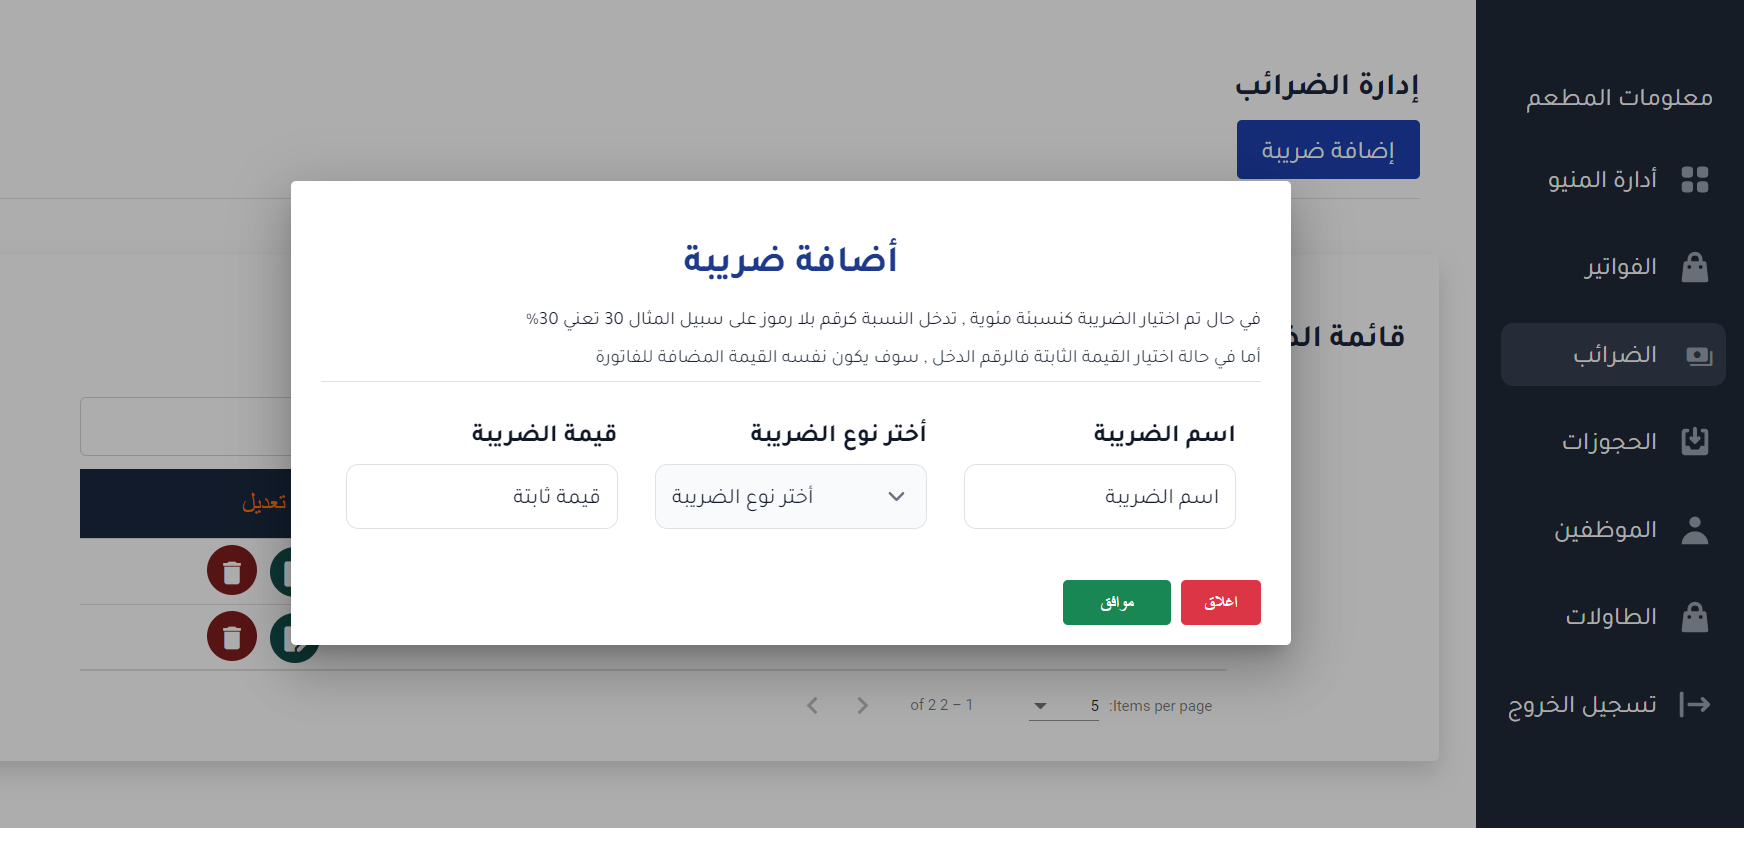 معلومات المطعم
أدارة المنيو
الفواتير
الضرائب
الحجوزات
الموظفين
الطاولات
تسجيل الخروج
إدارة الضرائب
إضافة ضريبة
قائمة
تعديل
أضافة ضريبة
في حال تم اختيار الضريبة كنسبئة مئوية , تدخل النسبة كرقم بلا رموز على سبيل المثال 30 تعني 30%
أما في حالة اختيار القيمة الثابتة فالرقم الدخل , سوف يكون نفسه القيمة المضافة للفاتورة
اسم الضريبة
أختر نوع الضريبة
قيمة الضريبة
اسم الضريبة
أختر نوع الضريبة
قيمة ثابتة
اغلاق
موافق
Items per page:
5
1 – 2 of 2